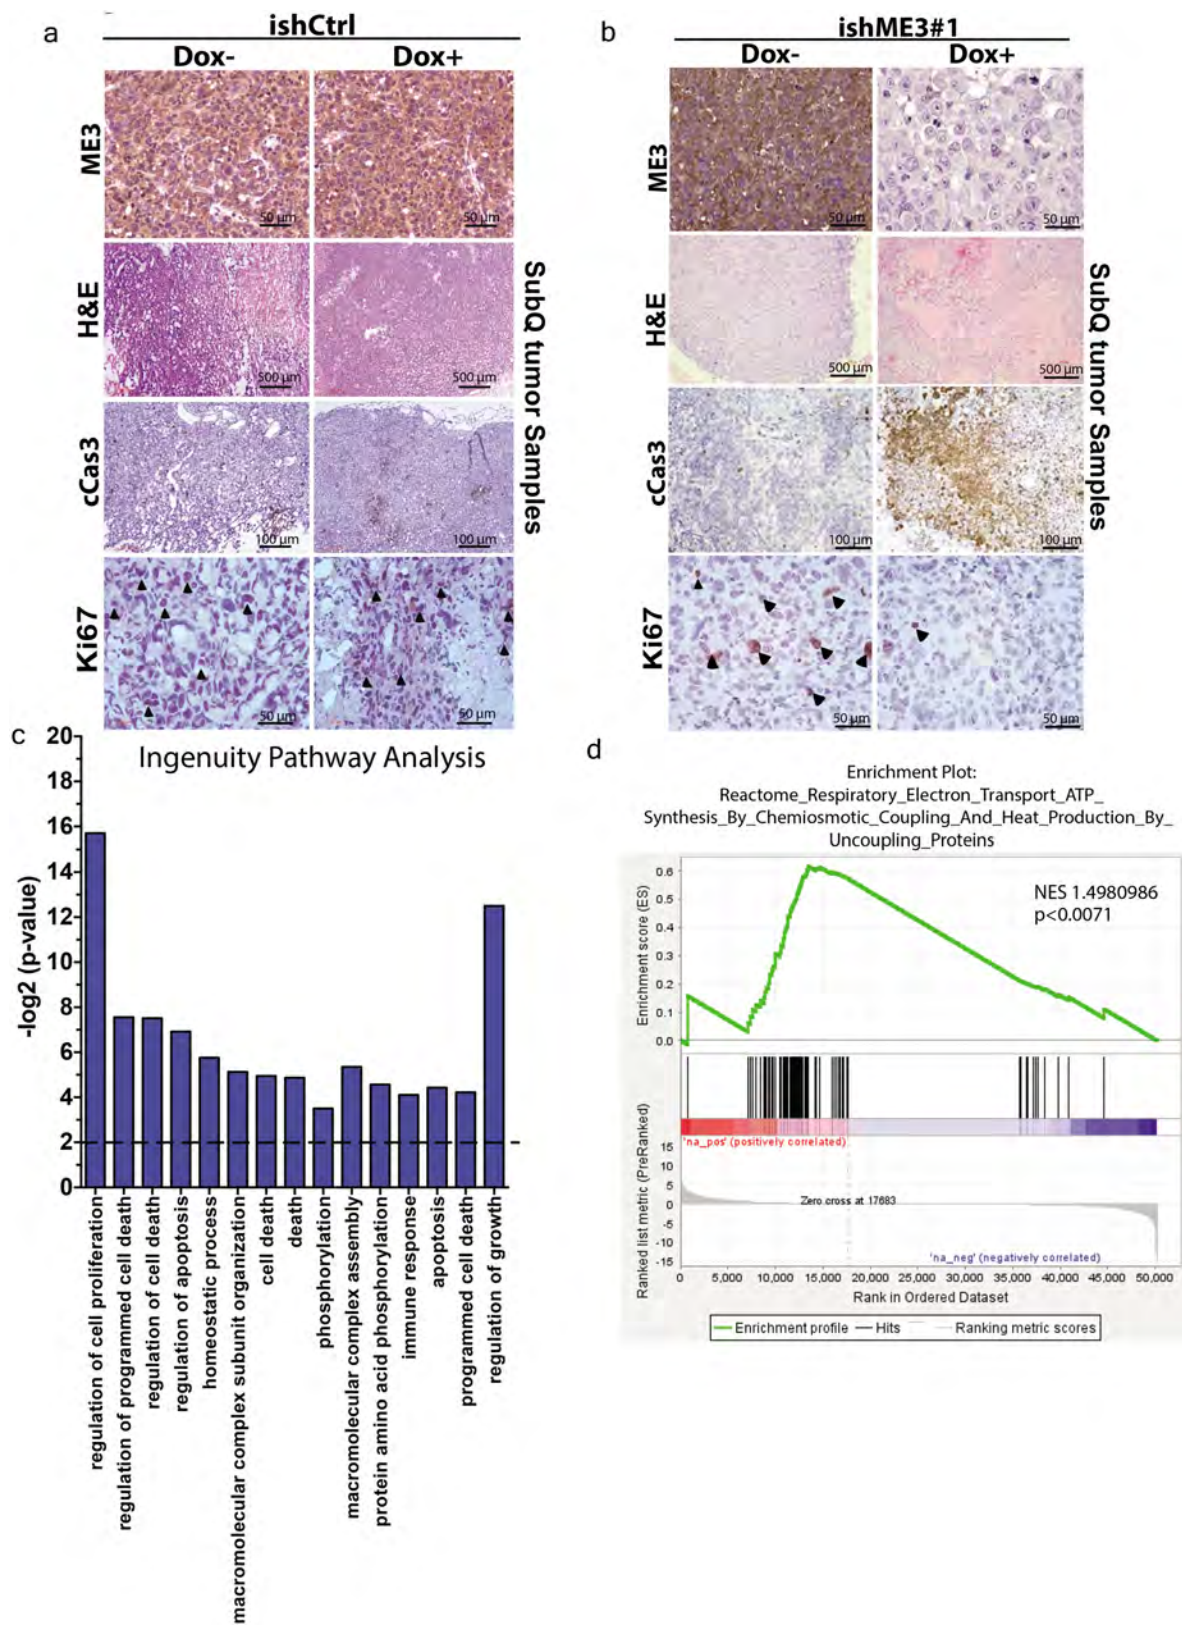 a
ishCtrl
Dox-
Dox+
ME3
50 µm
50 µm
H&E
500 µm
500 µm
cCas3
100 µm
100 µm
Ki67
50 µm
50 µm
SubQ tumor Samples
b
ishME3#1
Dox-
Dox+
ME3
50 µm
50 µm
H&E
500 µm
500 µm
cCas3
100 µm
100 µm
Ki67
50 µm
50 µm
SubQ tumor Samples
c
Ingenuity Pathway Analysis
-log2 (p-value)
20
18
16
14
12
10
8
6
4
2
0
regulation of cell proliferation
regulation of programmed cell death
regulation of cell death
regulation of apoptosis
homeostatic process
macromolecular complex subunit organization
cell death
death
phosphorylation
macromolecular complex assembly
protein amino acid phosphorylation
immune response
apoptosis
programmed cell death
regulation of growth
d
Enrichment Plot:
Reactome_Respiratory_Electron_Transport_ATP_
Synthesis_By_Chemiosmotic_Coupling_And_Heat_Production_By_
Uncoupling_Proteins
NES 1.4980986
p<0.0071
Enrichment score (ES)
0.6
0.5
0.4
0.3
0.2
0.1
0.0
'na_pos' (positively correlated)
Ranked list metric (PreRanked)
15
10
5
0
-5
-10
-15
Zero cross at 17683
'na_neg' (negatively correlated)
0 5,000 10,000 15,000 20,000 25,000 30,000 35,000 40,000 45,000 50,000
Rank in Ordered Dataset
Enrichment profile Hits Ranking metric scores